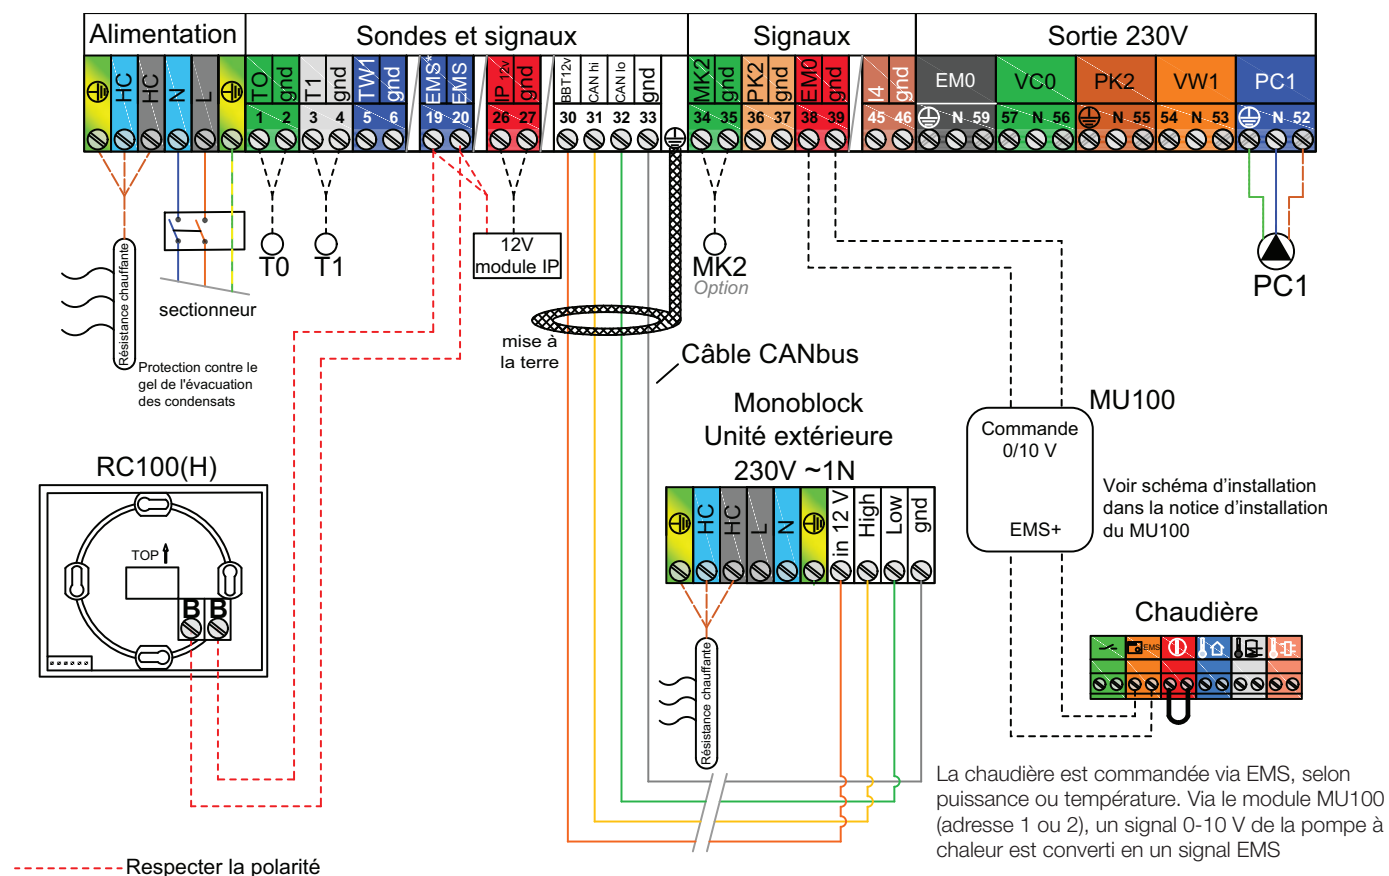 Alimentation
Sondes et signaux
Signaux
Sortie 230V
HC
HC
N
L
TO
gnd
T1
gnd
TW1
gnd
EMS*
EMS
IP 12v
gnd
BBT12v
CAN hi
CAN lo
gnd
MK2
gnd
PK2
gnd
EM0
gnd
I4
gnd
EM0
VC0
PK2
VW1
PC1
1 2 3 4 5 6 19 20 26 27 30 31 32 33 34 35 36 37 38 39 45 46 N 59 57 N 56 N 55 54 N 53 N 52
T0
T1
12V
module IP
MK2
Option
PC1
Résistance chauffante
sectionneur
Protection contre le
gel de l'évacuation
des condensats
mise à
la terre
Câble CANbus
Monoblock
Unité extérieure
230V ~1N
HC
HC
L
N
in 12 V
High
Low
gnd
Résistance chauffante
MU100
Commande
0/10 V
EMS+
Voir schéma d’installation
dans la notice d’installation
du MU100
RC100(H)
TOP
B B
Chaudière
EMS
La chaudière est commandée via EMS, selon
puissance ou température. Via le module MU100
(adresse 1 ou 2), un signal 0-10 V de la pompe à
chaleur est converti en un signal EMS
Respecter la polarité